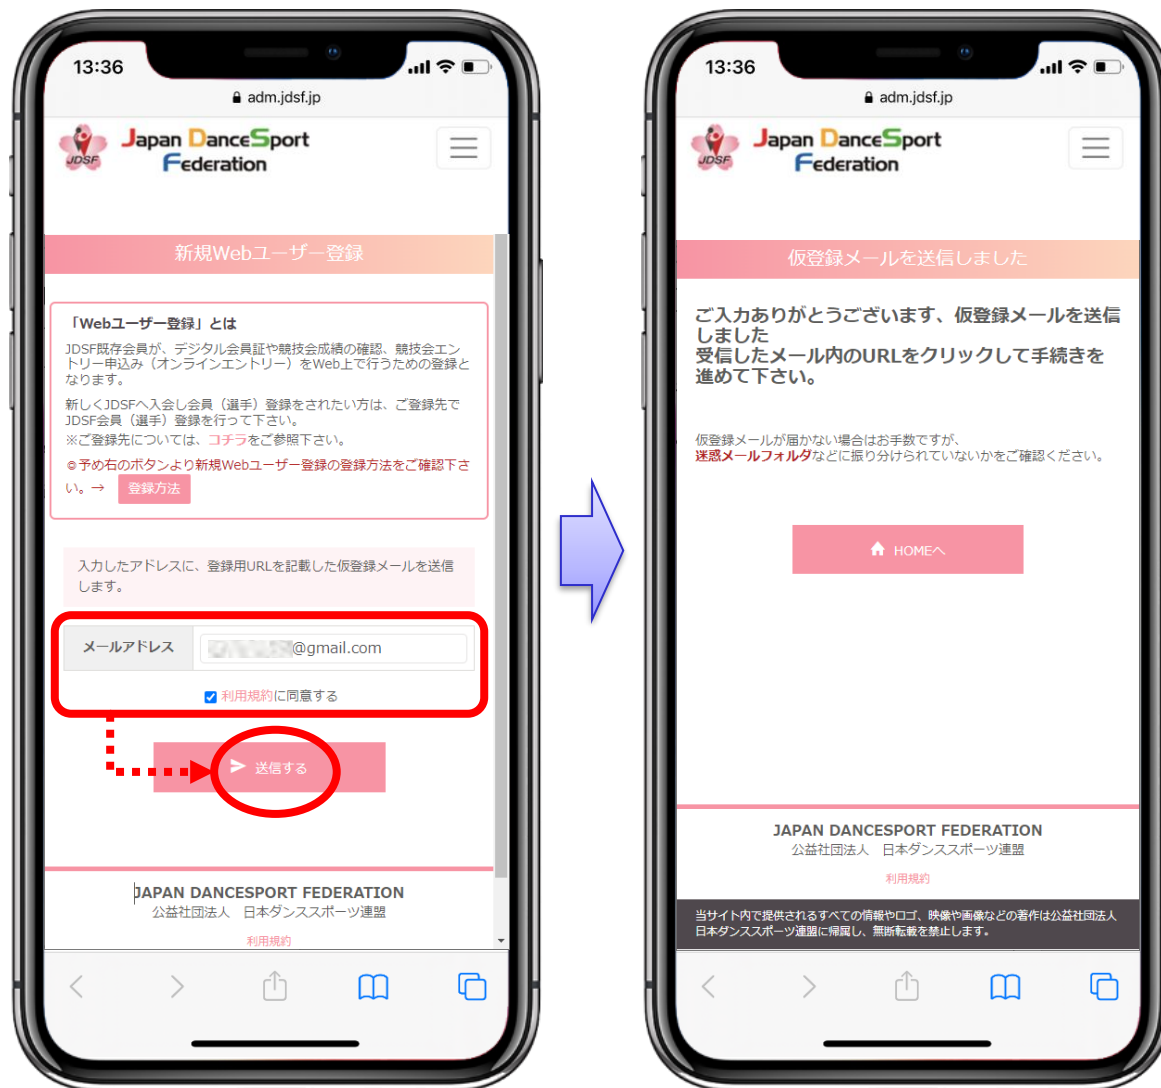 13:36
adm.jdsf.jp
JDSF
Japan DanceSport
Federation
新規Webユーザー登録
「Webユーザー登録」とは
JDSF既存会員が、デジタル会員証や競技会成績の確認、競技会エン
トリー申込み（オンラインエントリー）をWeb上で行うための登録と
なります。
新しくJDSFへ入会し会員（選手）登録をされたい方は、ご登録先で
JDSF会員（選手）登録を行って下さい。
※ご登録先については、コチラをご参照下さい。
◎予め右のボタンより新規Webユーザー登録の登録方法をご確認下さ
い。→ 登録方法
入力したアドレスに、登録用URLを記載した仮登録メールを送信
します。
メールアドレス
@gmail.com
利用規約に同意する
送信する
JAPAN DANCESPORT FEDERATION
公益社団法人　日本ダンススポーツ連盟
利用規約
13:36
adm.jdsf.jp
JDSF
Japan DanceSport
Federation
仮登録メールを送信しました
ご入力ありがとうございます、仮登録メールを送信
しました
受信したメール内のURLをクリックして手続きを
進めて下さい。
仮登録メールが届かない場合はお手数ですが、
迷惑メールフォルダなどに振り分けられていないかをご確認ください。
HOMEへ
JAPAN DANCESPORT FEDERATION
公益社団法人　日本ダンススポーツ連盟
利用規約
当サイト内で提供されるすべての情報やロゴ、映像や画像などの著作は公益社団法人
日本ダンススポーツ連盟に帰属し、無断転載を禁止します。